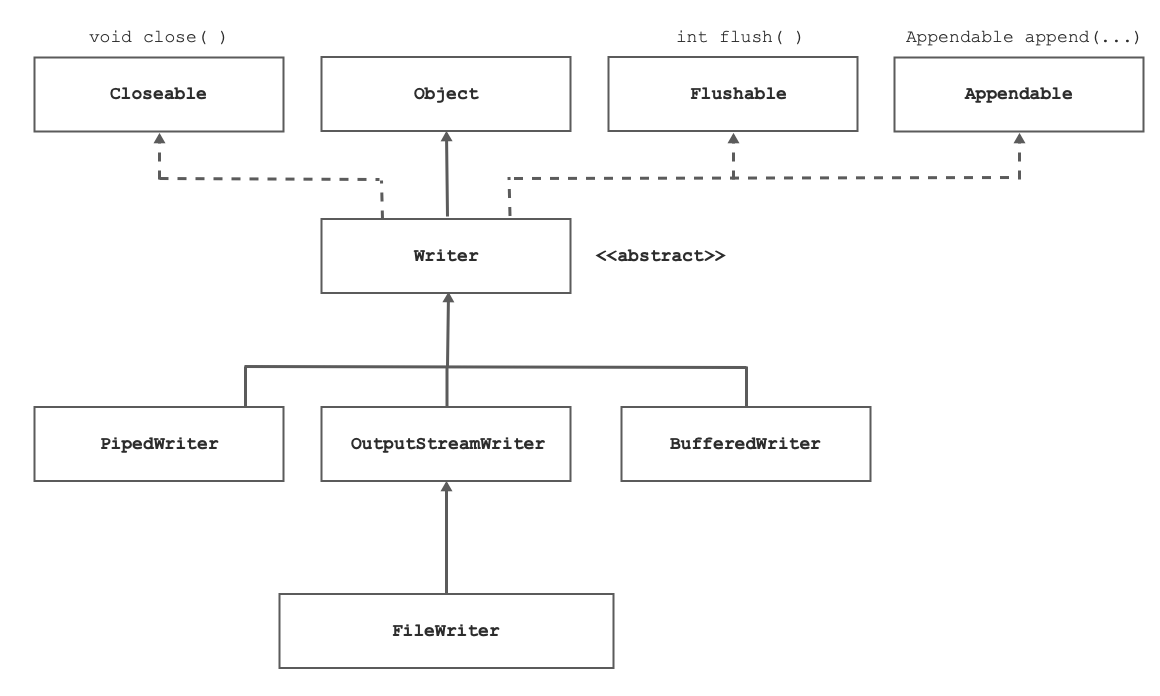 void close( )
int flush( )
Appendable append(...)
Closeable
Object
Flushable
Appendable
Writer
<<abstract>>
PipedWriter
OutputStreamWriter
BufferedWriter
FileWriter